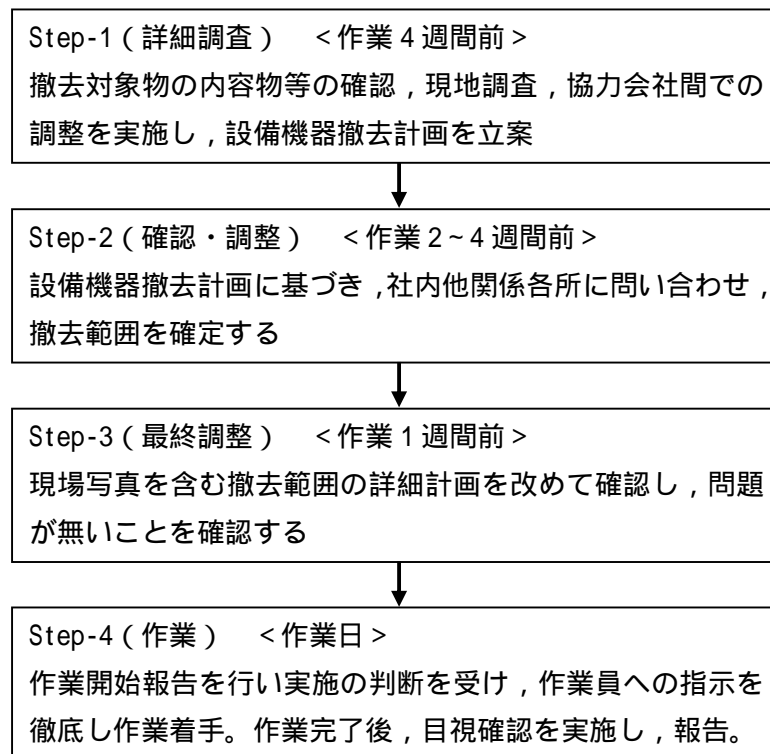 Step-1（詳細調査）　＜作業４週間前＞
撤去対象物の内容物等の確認，現地調査，協力会社間での
調整を実施し，設備機器撤去計画を立案
Step-2（確認・調整）　＜作業２~４週間前＞
設備機器撤去計画に基づき，社内他関係各所に問い合わせ，
撤去範囲を確定する
Step-3（最終調整）　＜作業１週間前＞
現場写真を含む撤去範囲の詳細計画を改めて確認し，問題
が無いことを確認する
Step-4（作業）　＜作業日＞
作業開始報告を行い実施の判断を受け，作業員への指示を
徹底し作業着手。作業完了後，目視確認を実施し，報告。